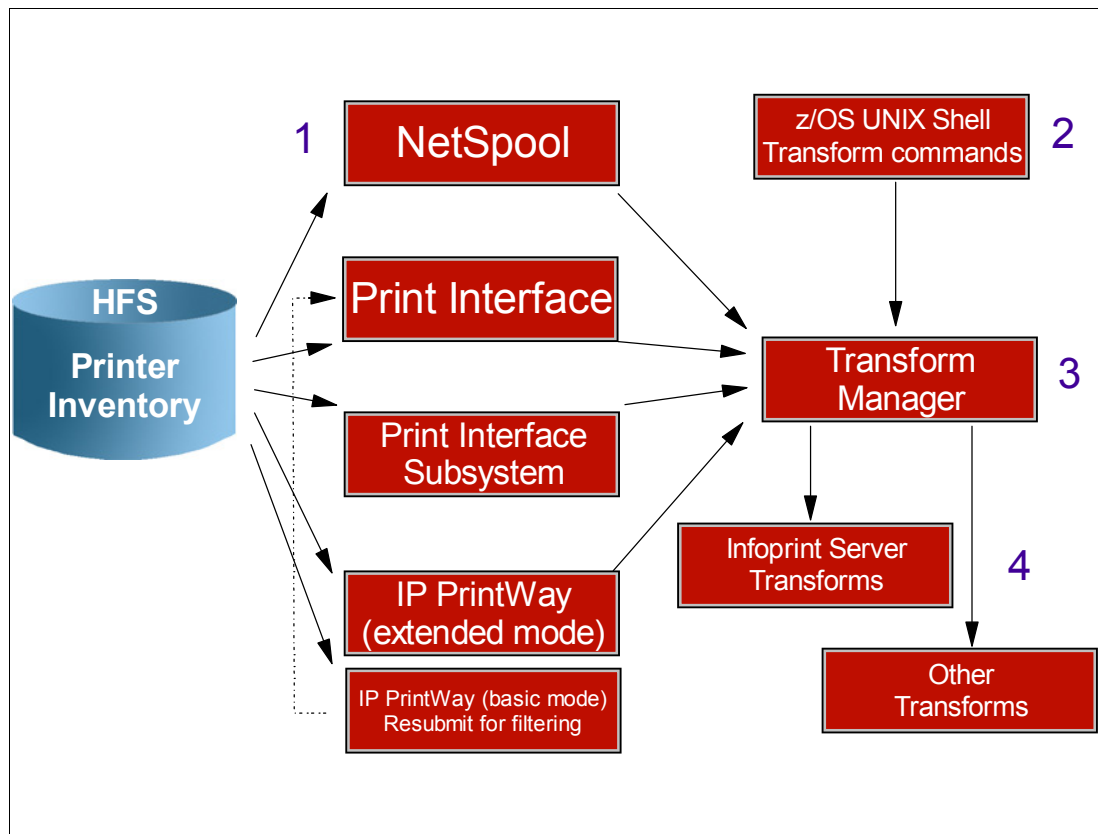 1
NetSpool
z/OS UNIX Shell
Transform commands
2
HFS
Printer
Inventory
Print Interface
Transform
Manager
3
Print Interface
Subsystem
Infoprint Server
Transforms
4
IP PrintWay
(extended mode)
IP PrintWay (basic mode)
Resubmit for filtering
Other
Transforms